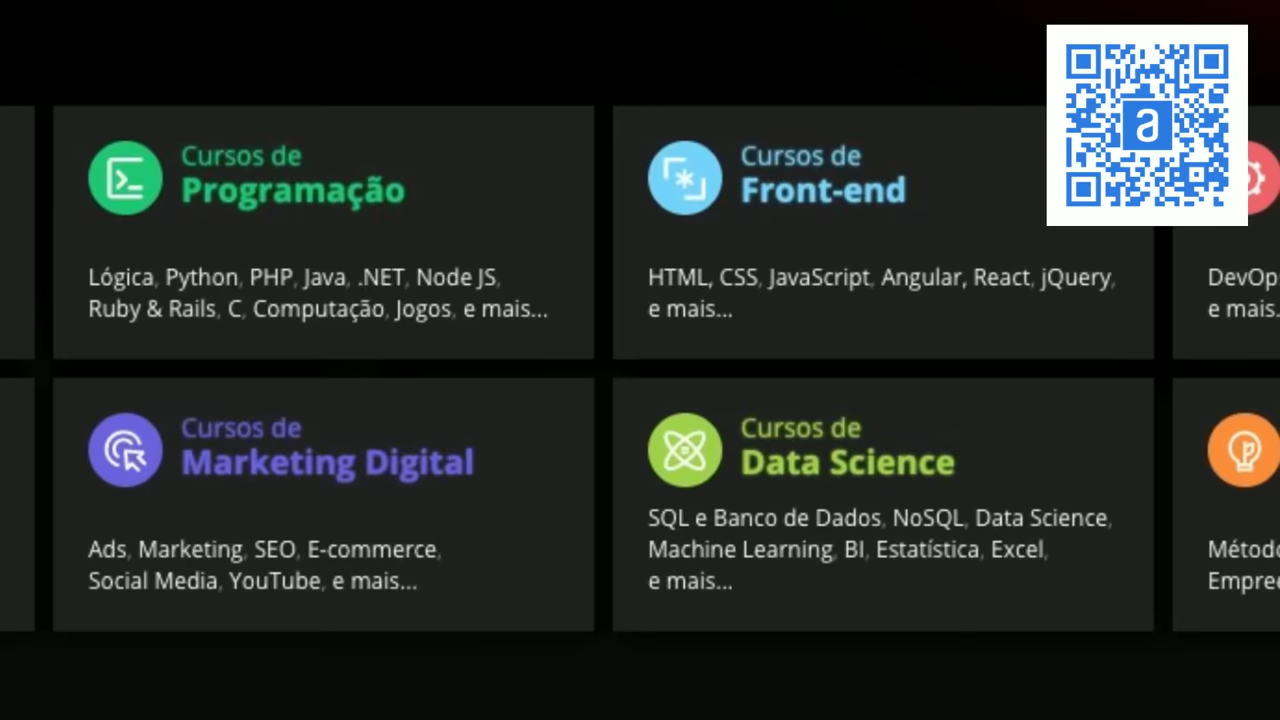 Cursos de
Programação
Lógica, Python, PHP, Java, .NET, Node JS,
Ruby & Rails, C, Computação, Jogos, e mais...
Cursos de
Front-end
HTML, CSS, JavaScript, Angular, React, jQuery,
e mais...
a
DevOps
e mais.
Cursos de
Marketing Digital
Ads, Marketing, SEO, E-commerce,
Social Media, YouTube, e mais...
Cursos de
Data Science
SQL e Banco de Dados, NoSQL, Data Science,
Machine Learning, BI, Estatística, Excel,
e mais...